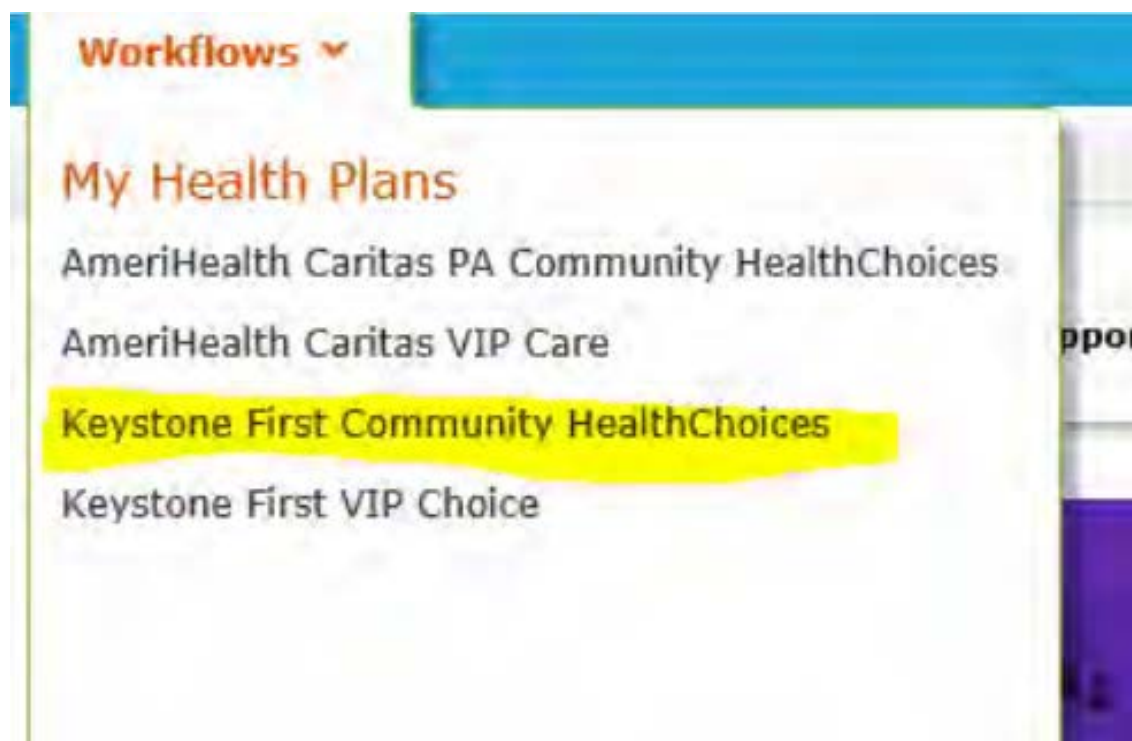 Workflows
My Health Plans
AmeriHealth Caritas PA Community HealthChoices
AmeriHealth Caritas VIP Care
Keystone First Community HealthChoices
Keystone First VIP Choice